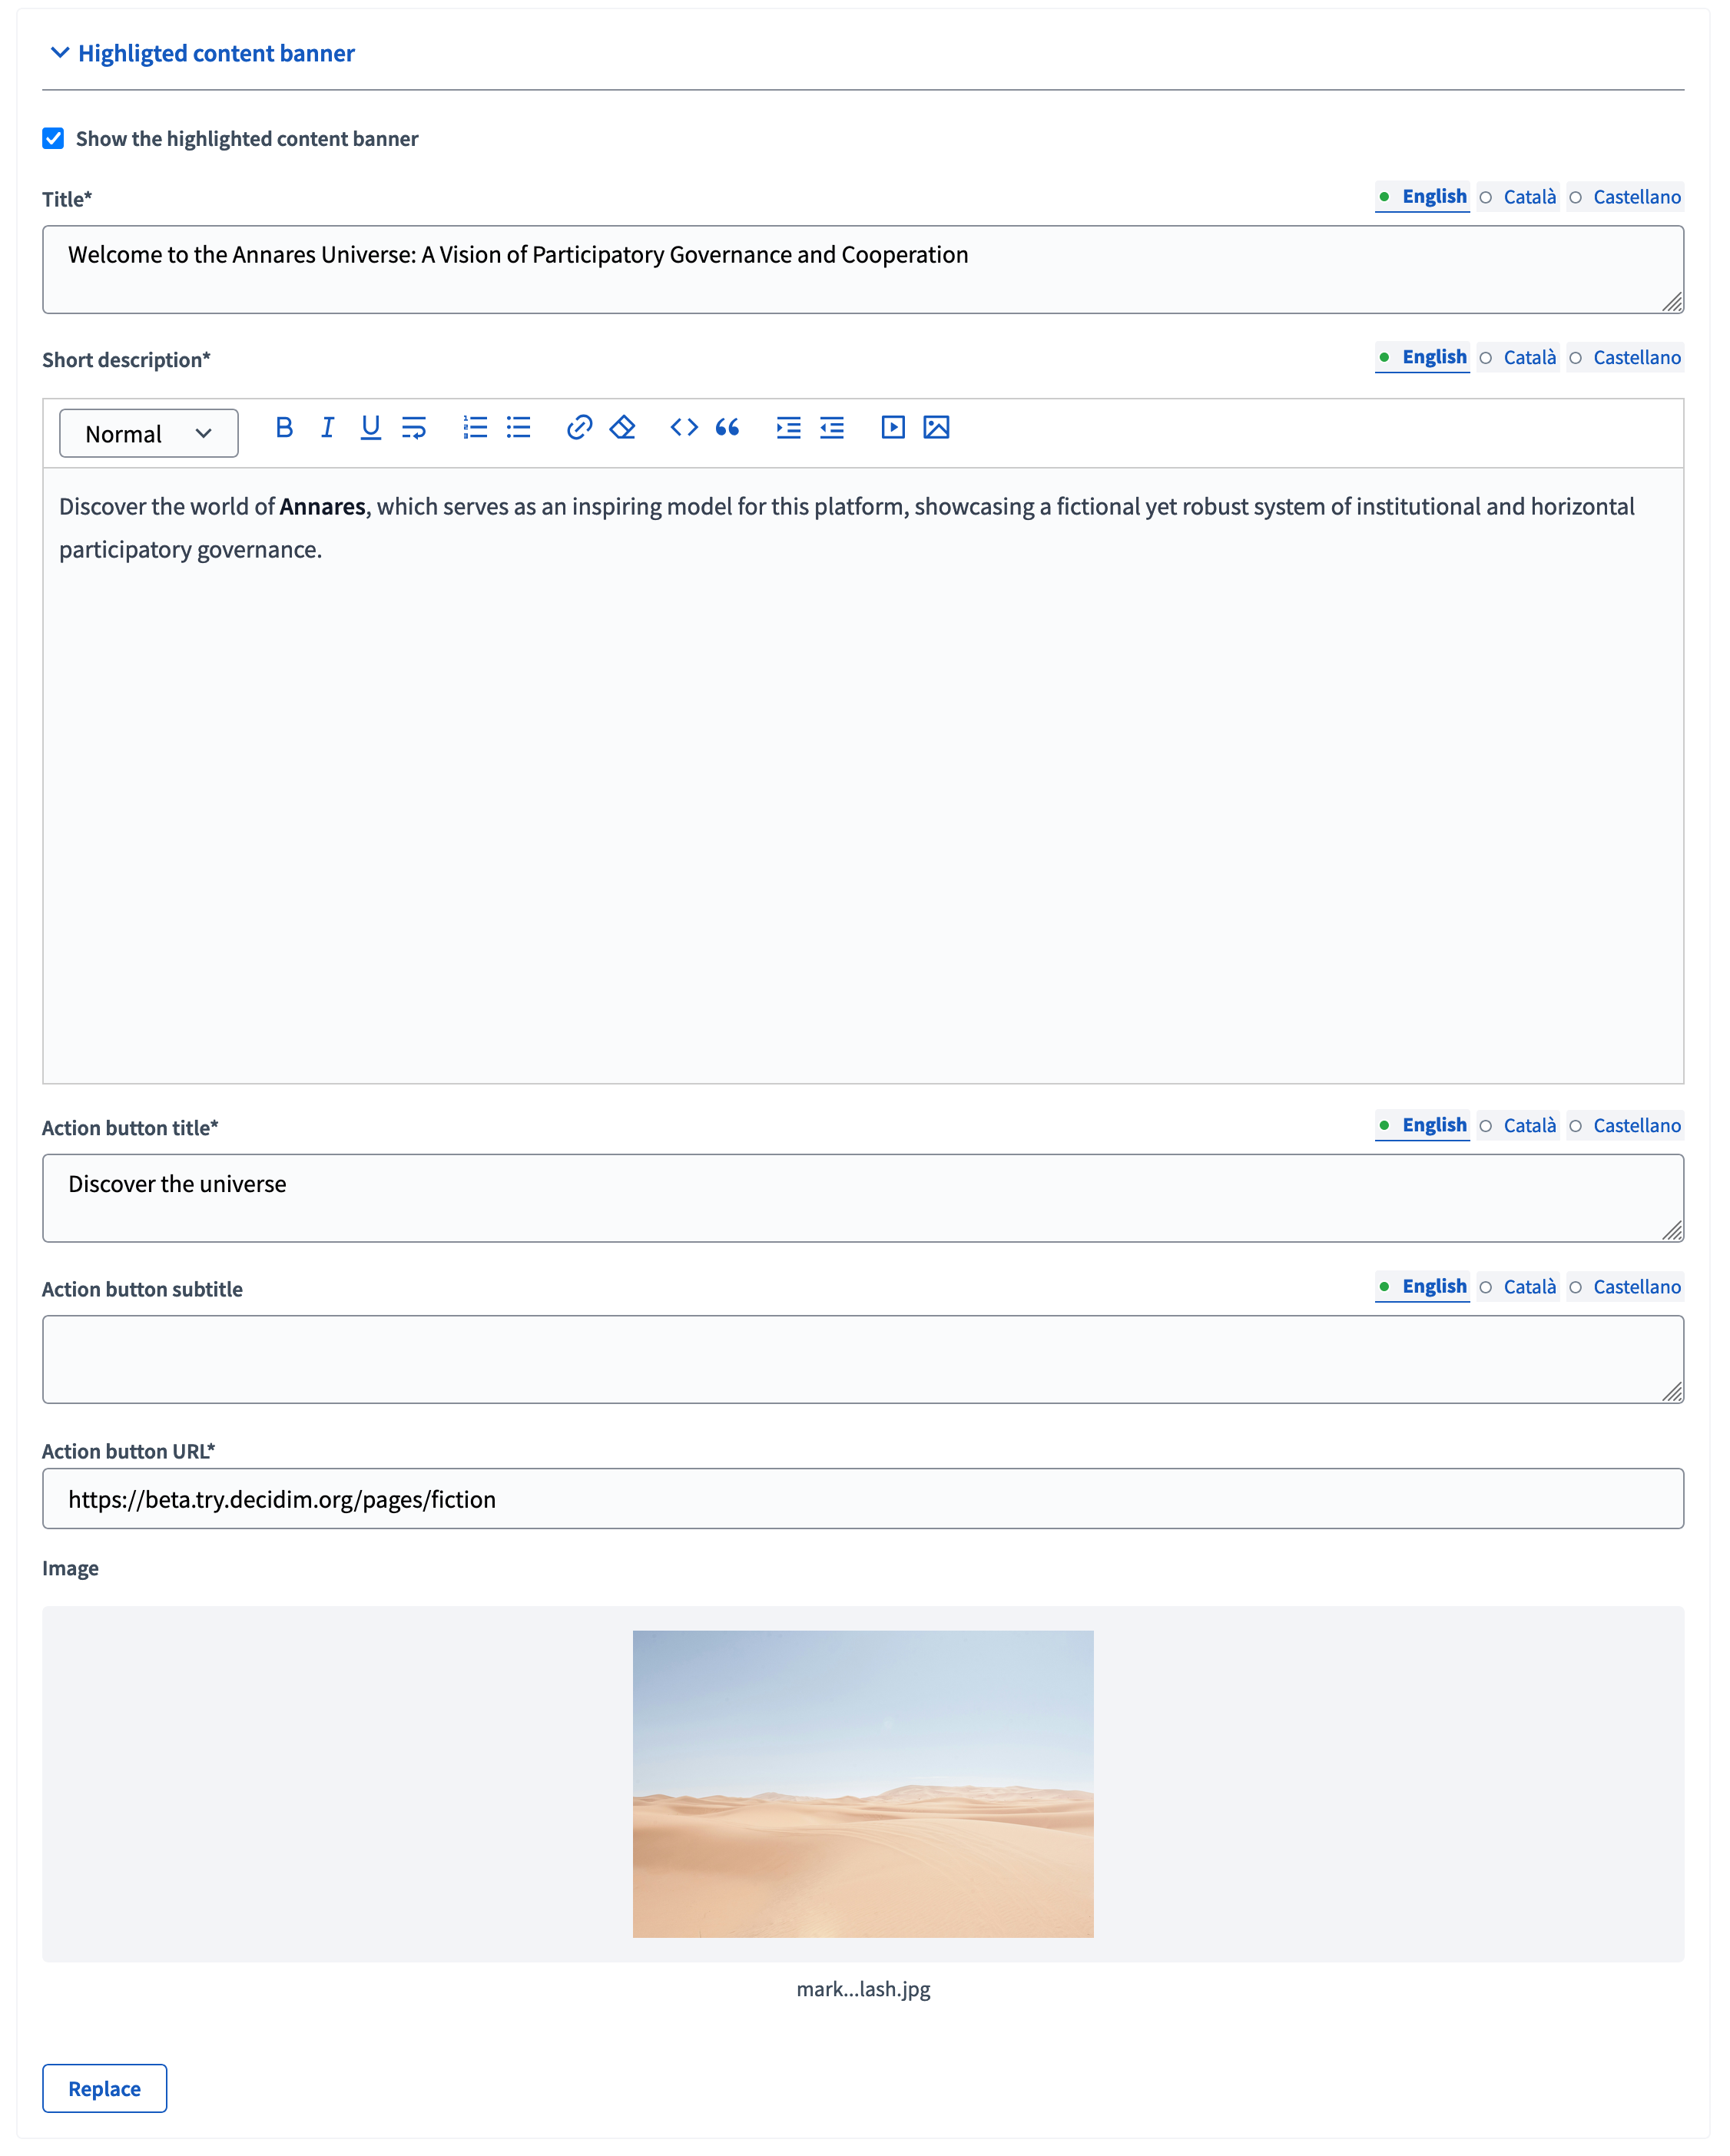 Highligted content banner
Show the highlighted content banner
Title*
English Català Castellano
Welcome to the Annares Universe: A Vision of Participatory Governance and Cooperation
Short description*
English Català Castellano
Normal
Discover the world of Annares, which serves as an inspiring model for this platform, showcasing a fictional yet robust system of institutional and horizontal
participatory governance.
Action button title*
English Català Castellano
Discover the universe
Action button subtitle
English Català Castellano
Action button URL*
https://beta.try.decidim.org/pages/fiction
Image
mark...lash.jpg
Replace